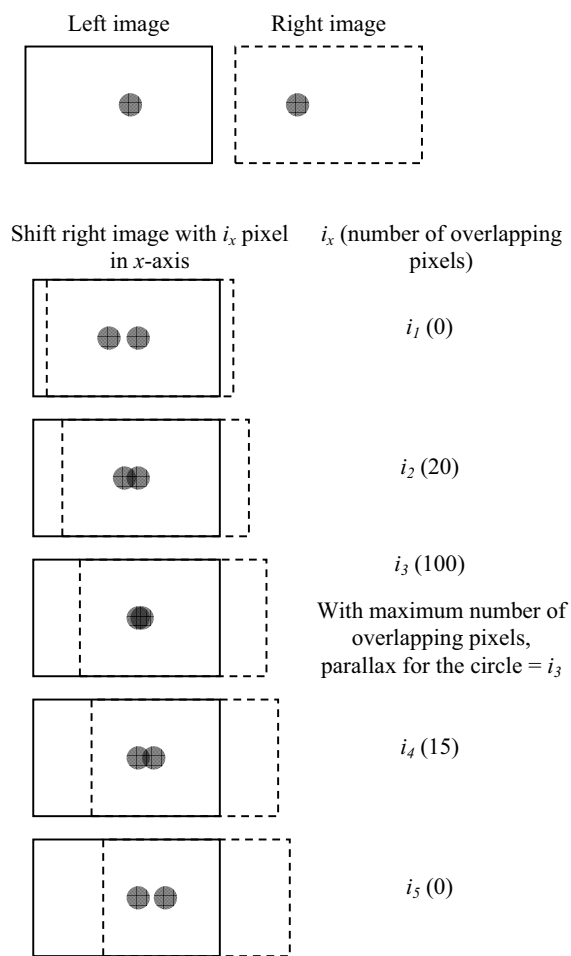 Left image
Right image
Shift right image with ix pixel
in x-axis
ix (number of overlapping
pixels)
i1 (0)
i2 (20)
i3 (100)
With maximum number of
overlapping pixels,
parallax for the circle = i3
i4 (15)
i5 (0)